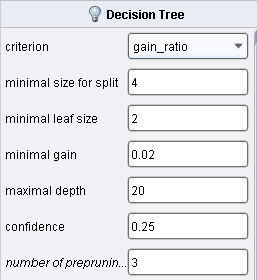 Decision Tree
criterion gain_ratio
minimal size for split 4
minimal leaf size 2
minimal gain 0.02
maximal depth 20
confidence 0.25
number of preprunin... 3